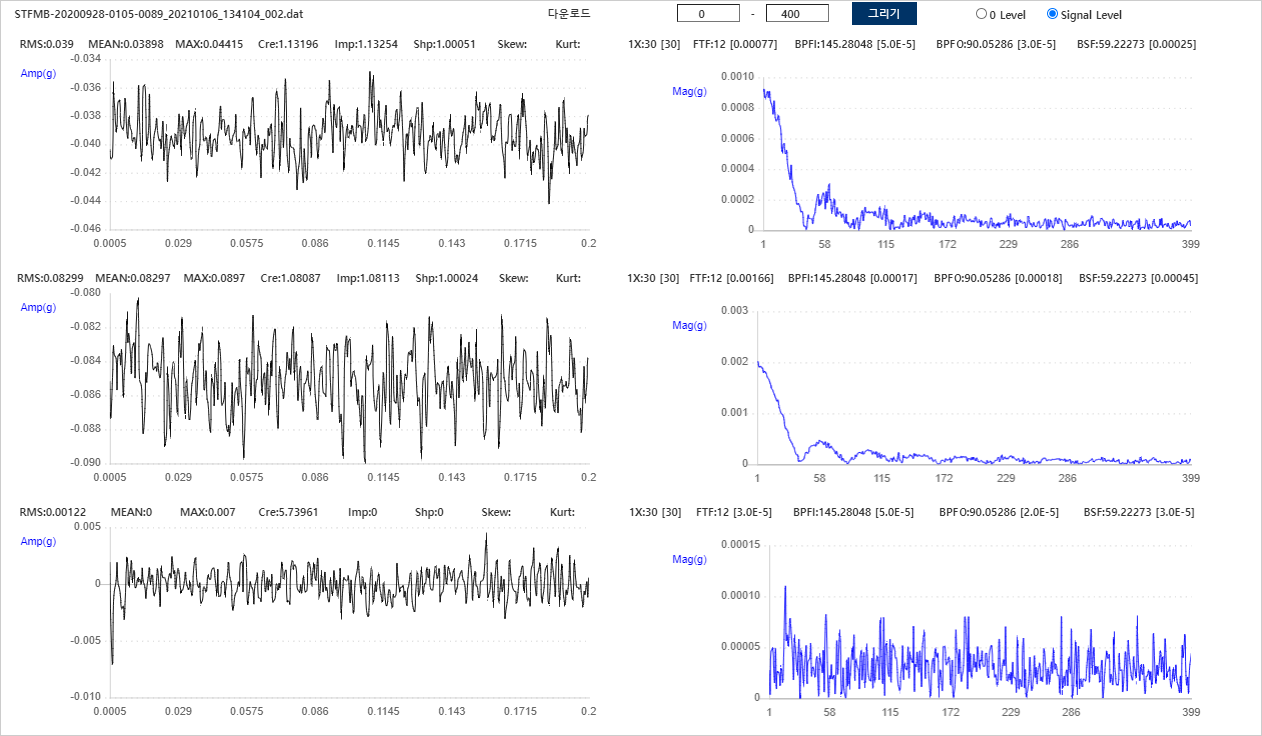 STFMB-20200928-0105-0089_20210106_134104_002.dat 다운로드 0 - 400 그리기 0 Level Signal Level
RMS:0.039 MEAN:0.03898 MAX:0.04415 Cre:1.13196 Imp:1.13254 Shp:1.00051 Skew: Kurt:
Amp(g)
-0.034
-0.036
-0.038
-0.040
-0.042
-0.044
-0.046
0.0005 0.029 0.0575 0.086 0.1145 0.143 0.1715 0.2
1X:30 [30] FTF:12 [0.00077] BPFI:145.28048 [5.0E-5] BPFO:90.05286 [3.0E-5] BSF:59.22273 [0.00025]
Mag(g)
0.0010
0.0008
0.0006
0.0004
0.0002
0
1 58 115 172 229 286 399
RMS:0.08299 MEAN:0.08297 MAX:0.0897 Cre:1.08087 Imp:1.08113 Shp:1.00024 Skew: Kurt:
Amp(g)
-0.080
-0.082
-0.084
-0.086
-0.088
-0.090
0.0005 0.029 0.0575 0.086 0.1145 0.143 0.1715 0.2
1X:30 [30] FTF:12 [0.00166] BPFI:145.28048 [0.00017] BPFO:90.05286 [0.00018] BSF:59.22273 [0.00045]
Mag(g)
0.003
0.002
0.001
0
1 58 115 172 229 286 399
RMS:0.00122 MEAN:0 MAX:0.007 Cre:5.73961 Imp:0 Shp:0 Skew: Kurt:
Amp(g)
0.005
0
-0.005
-0.010
0.0005 0.029 0.0575 0.086 0.1145 0.143 0.1715 0.2
1X:30 [30] FTF:12 [3.0E-5] BPFI:145.28048 [5.0E-5] BPFO:90.05286 [2.0E-5] BSF:59.22273 [3.0E-5]
Mag(g)
0.00015
0.00010
0.00005
0
1 58 115 172 229 286 399